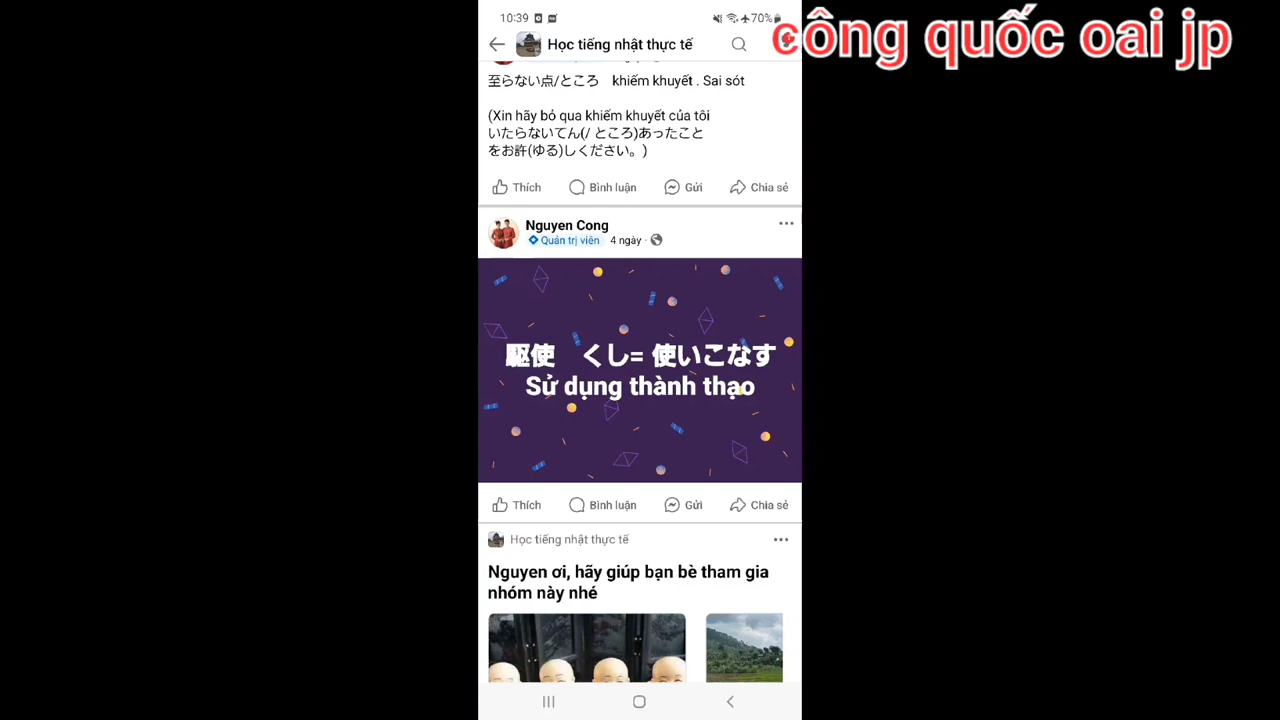 10:39
70%
công quốc oai jp
Học tiếng nhật thực tế
至らない点/ところ　khiếm khuyết . Sai sót
(Xin hãy bỏ qua khiếm khuyết của tôi
いたらないてん(/ ところ)あったこと
をお許(ゆる)しください。)
Thích
Bình luận
Gửi
Chia sẻ
Nguyen Cong
Quản trị viên
4 ngày ·
駆使　くし= 使いこなす
Sử dụng thành thạo
Thích
Bình luận
Gửi
Chia sẻ
Học tiếng nhật thực tế
Nguyen ơi, hãy giúp bạn bè tham gia
nhóm này nhé